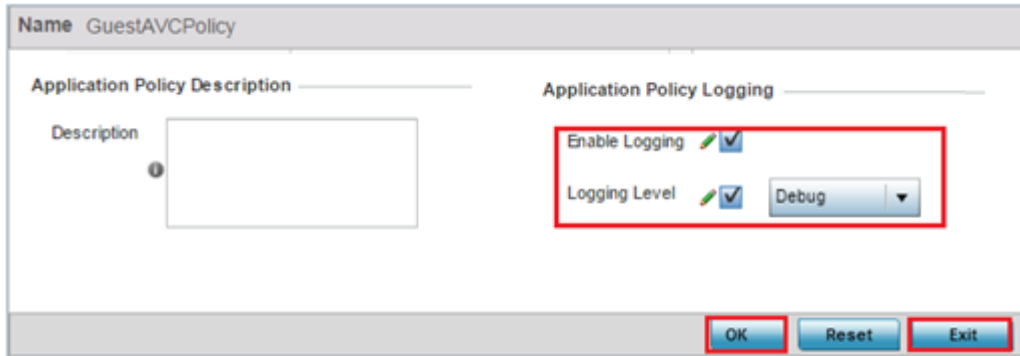 Name GuestAVCPolicy
Application Policy Description
Description
Application Policy Logging
Enable Logging
Logging Level Debug
OK Reset Exit